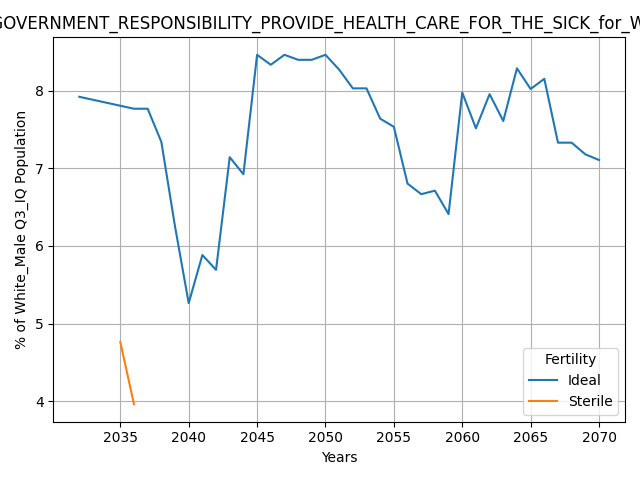 GOVERNMENT_RESPONSIBILITY_PROVIDE_HEALTH_CARE_FOR_THE_SICK_for_W
% of White_Male Q3_IQ Population
8
7
6
5
4
Fertility
Ideal
Sterile
2035 2040 2045 2050 2055 2060 2065 2070
Years